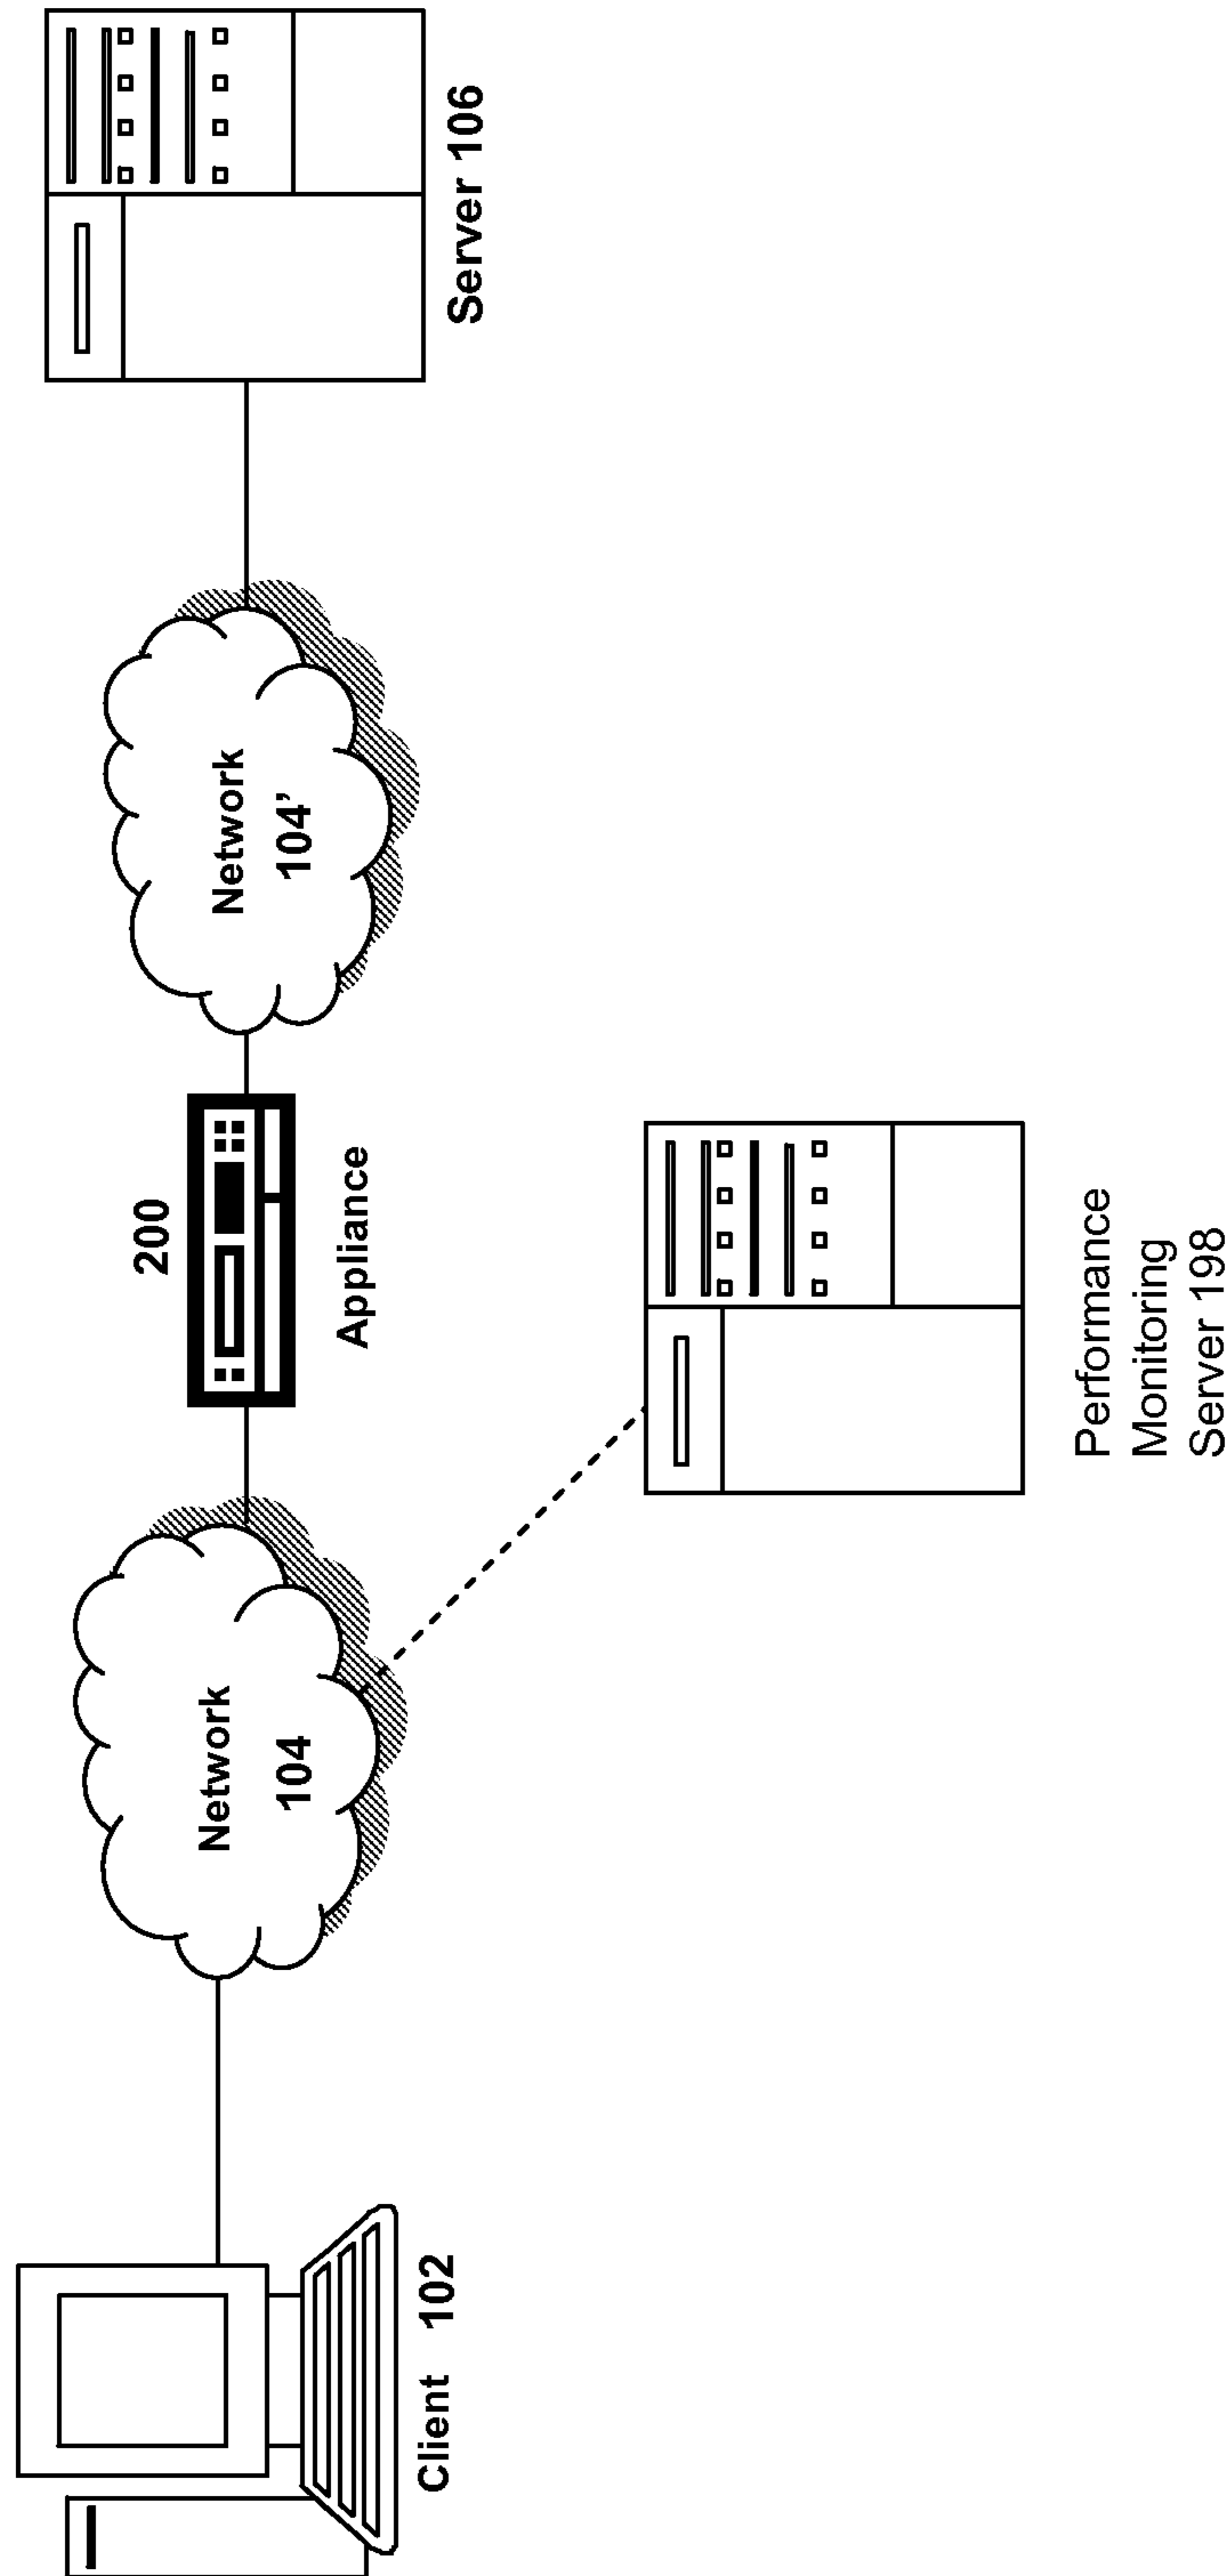 Client 102
Network
104
200
Appliance
Network
104’
Server 106
Performance
Monitoring
Server 198